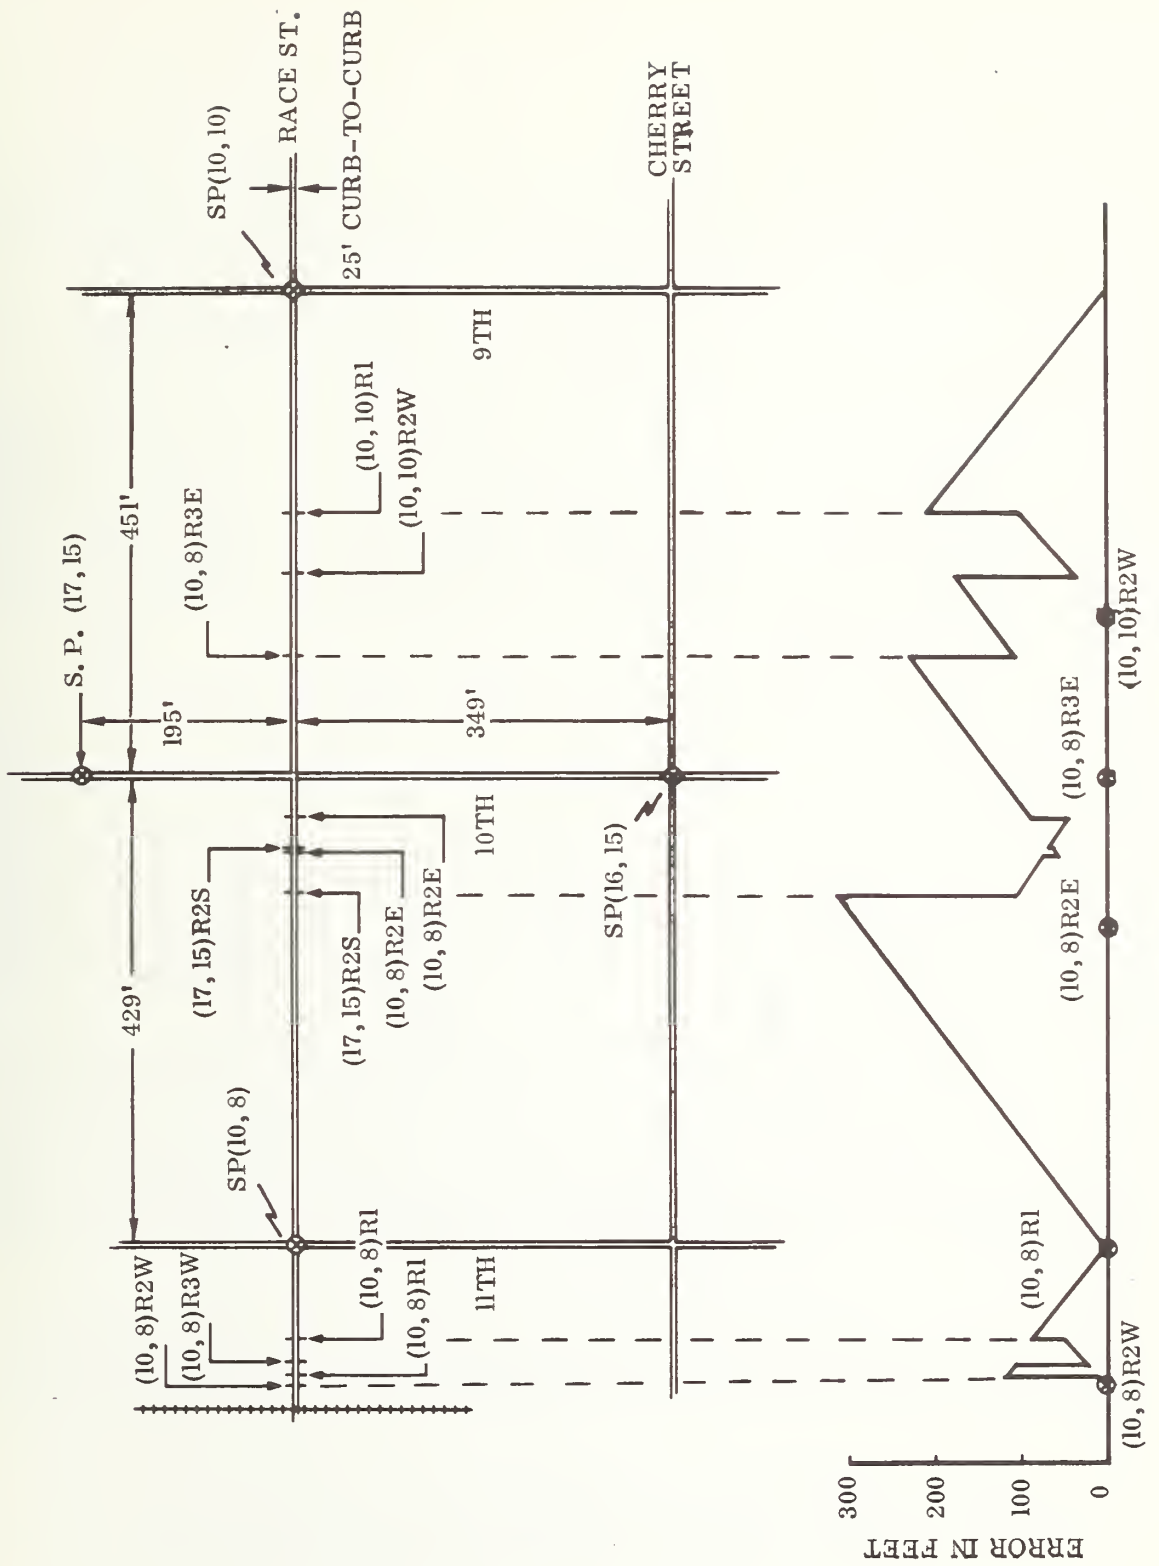 SP(10,10)
RACE ST.
25' CURB-TO-CURB
CHERRY
STREET
S. P. (17,15)
451'
9TH
(10,8)R3E
(10,10)R1
(10,10)R2W
195'
349'
10TH
429'
(17,15)R2S
(17,15)R2S
(10,8)R2E
(10,8)R2E
SP(16,15)
SP(10,8)
(10,8)R2W
(10,8)R3W
(10,8)R1
(10,8)R1
11TH
ERROR IN FEET
300
200
100
0
(10,8)R2W
(10,8)R1
(10,8)R2E
(10,8)R3E
(10,10)R2W